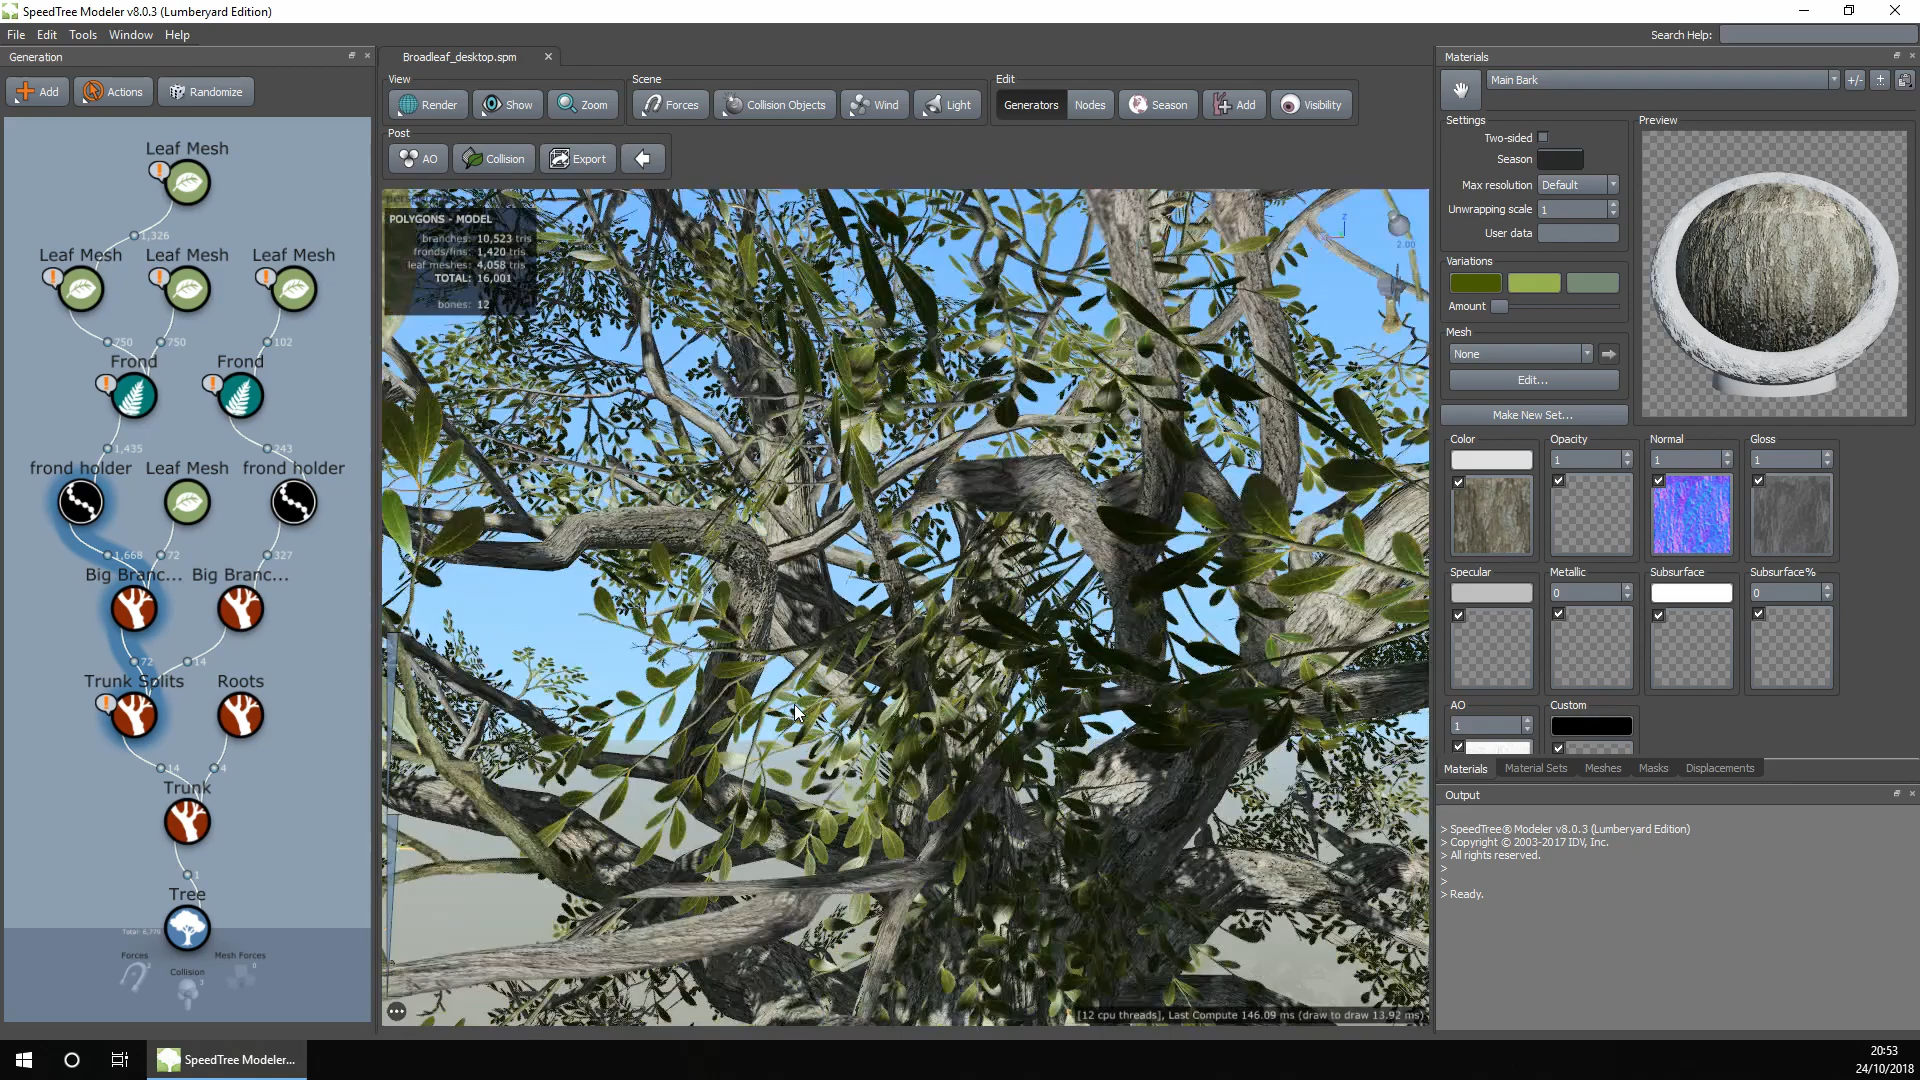 SpeedTree Modeler v8.0.3 (Lumberyard Edition)
File Edit Tools Window Help
Search Help:
Generation
Add Actions Randomize
Leaf Mesh
1,326
Leaf Mesh Leaf Mesh Leaf Mesh
750 750 102
Frond Frond
1,435 243
frond holder Leaf Mesh frond holder
1,668 72 327
Big Branc... Big Branc...
72 14
Trunk Splits Roots
14 4
Trunk
1
Tree
Forces Collision Mesh Forces
Broadleaf_desktop.spm
View
Render Show Zoom
Scene
Forces Collision Objects Wind Light
Edit
Generators Nodes Season Add Visibility
Post
AO Collision Export
POLYGONS - MODEL
branches: 10,523 tris
fronds/fins: 1,420 tris
leaf meshes: 4,058 tris
TOTAL: 16,001
bones: 12
2.00
[12 cpu threads], Last Compute 146.09 ms (draw to draw 13.92 ms)
Materials
Main Bark
+/-
Settings
Two-sided
Season
Max resolution Default
Unwrapping scale 1
User data
Variations
Amount
Mesh
None
Edit...
Make New Set...
Preview
Color Opacity Normal Gloss
1 1 1
Specular Metallic Subsurface Subsurface%
0 0
AO Custom
1
Materials Material Sets Meshes Masks Displacements
Output
> SpeedTree® Modeler v8.0.3 (Lumberyard Edition)
> Copyright © 2003-2017 IDV, Inc.
> All rights reserved.
>
>
> Ready.
SpeedTree Modeler...
20:53
24/10/2018